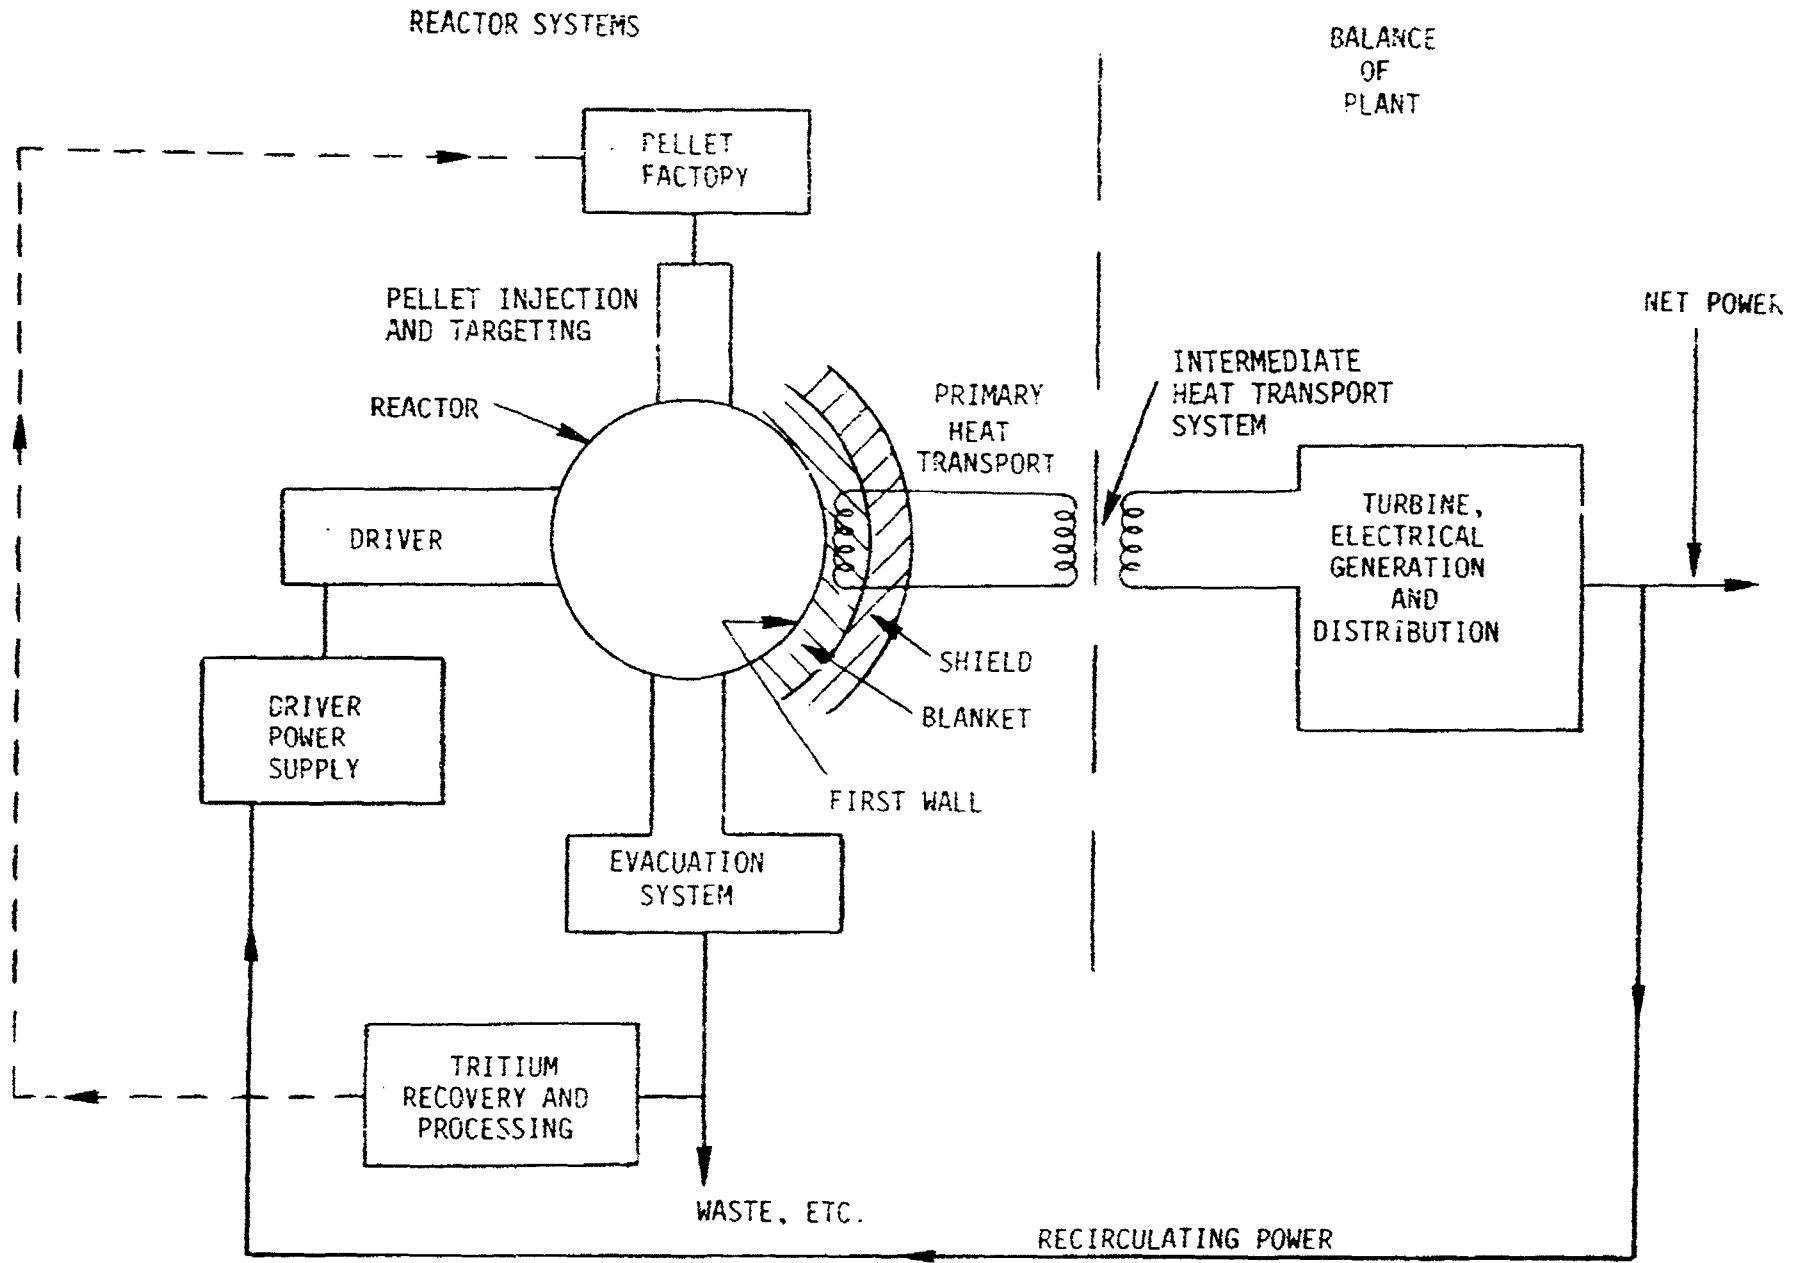 REACTOR SYSTEMS
BALANCE
OF
PLANT
PELLET
FACTOPY
PELLET INJECTION
AND TARGETING
NET POWER
REACTOR
PRIMARY
HEAT
TRANSPORT
INTERMEDIATE
HEAT TRANSPORT
SYSTEM
DRIVER
TURBINE,
ELECTRICAL
GENERATION
AND
DISTRIBUTION
SHIELD
BLANKET
FIRST WALL
DRIVER
POWER
SUPPLY
EVACUATION
SYSTEM
TRITIUM
RECOVERY AND
PROCESSING
WASTE, ETC.
RECIRCULATING POWER